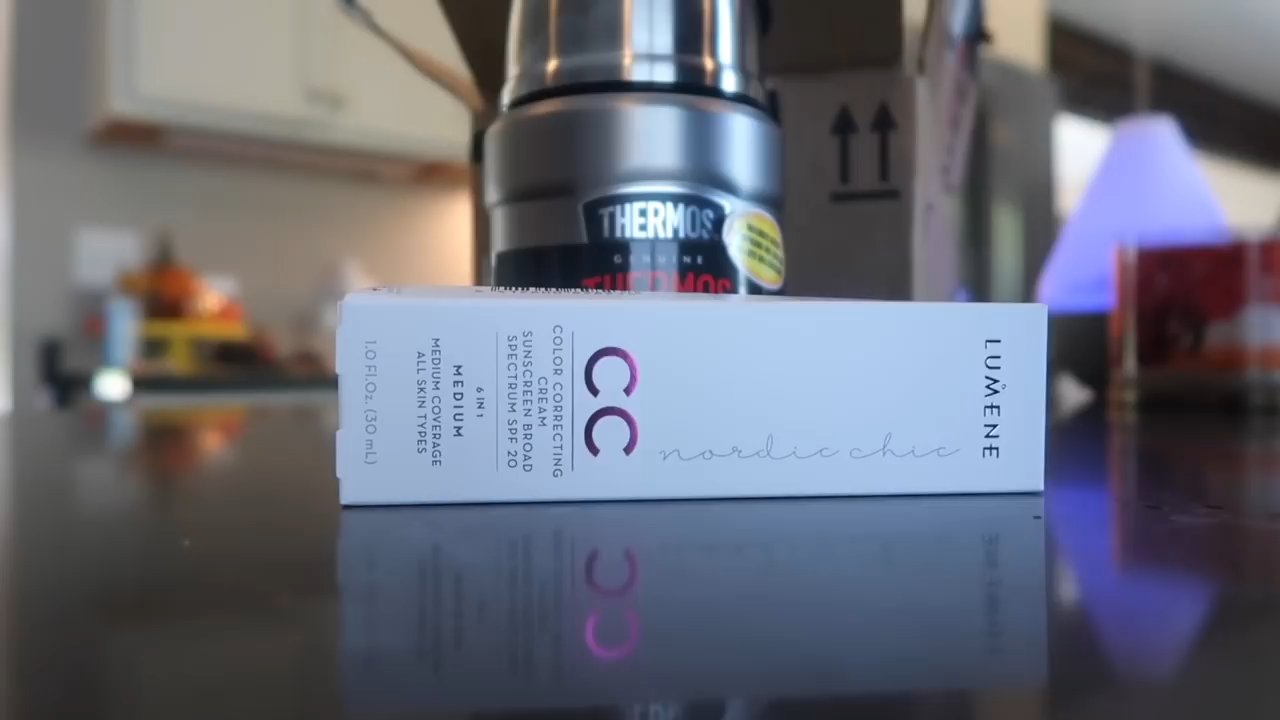 THERMOS
GENUINE
THERMOS
LUMENE
nordic chic
CC
COLOR CORRECTING
CREAM
SUNSCREEN BROAD
SPECTRUM SPF 20
6 IN 1
MEDIUM
MEDIUM COVERAGE
ALL SKIN TYPES
1.0 Fl.Oz. (30 mL)